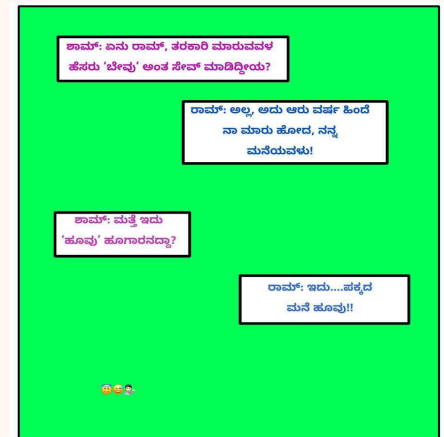 ಶಾಮ್: ಏನು ರಾಮ್, ತರಕಾರಿ ಮಾರುವವಳ
ಹೆಸರು ‘ಬೇವು’ ಅಂತ ಸೇವ್ ಮಾಡಿದ್ದೀಯ?
ರಾಮ್: ಅಲ್ಲ, ಅದು ಆರು ವರ್ಷ ಹಿಂದೆ
ನಾ ಮಾರು ಹೋದ, ನನ್ನ
ಮನೆಯವಳು!
ಶಾಮ್: ಮತ್ತೆ ಇದು
‘ಹೂವು’ ಹೂಗಾರನದ್ದಾ?
ರಾಮ್: ಇದು....ಪಕ್ಕದ
ಮನೆ ಹೂವು!!